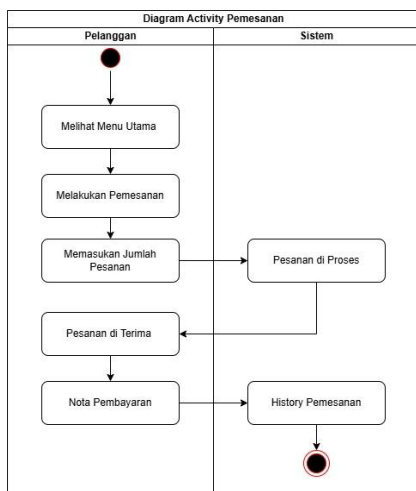 Diagram Activity Pemesanan
Pelanggan
Sistem
Melihat Menu Utama
Melakukan Pemesanan
Memasukan Jumlah
Pesanan
Pesanan di Proses
Pesanan di Terima
Nota Pembayaran
History Pemesanan